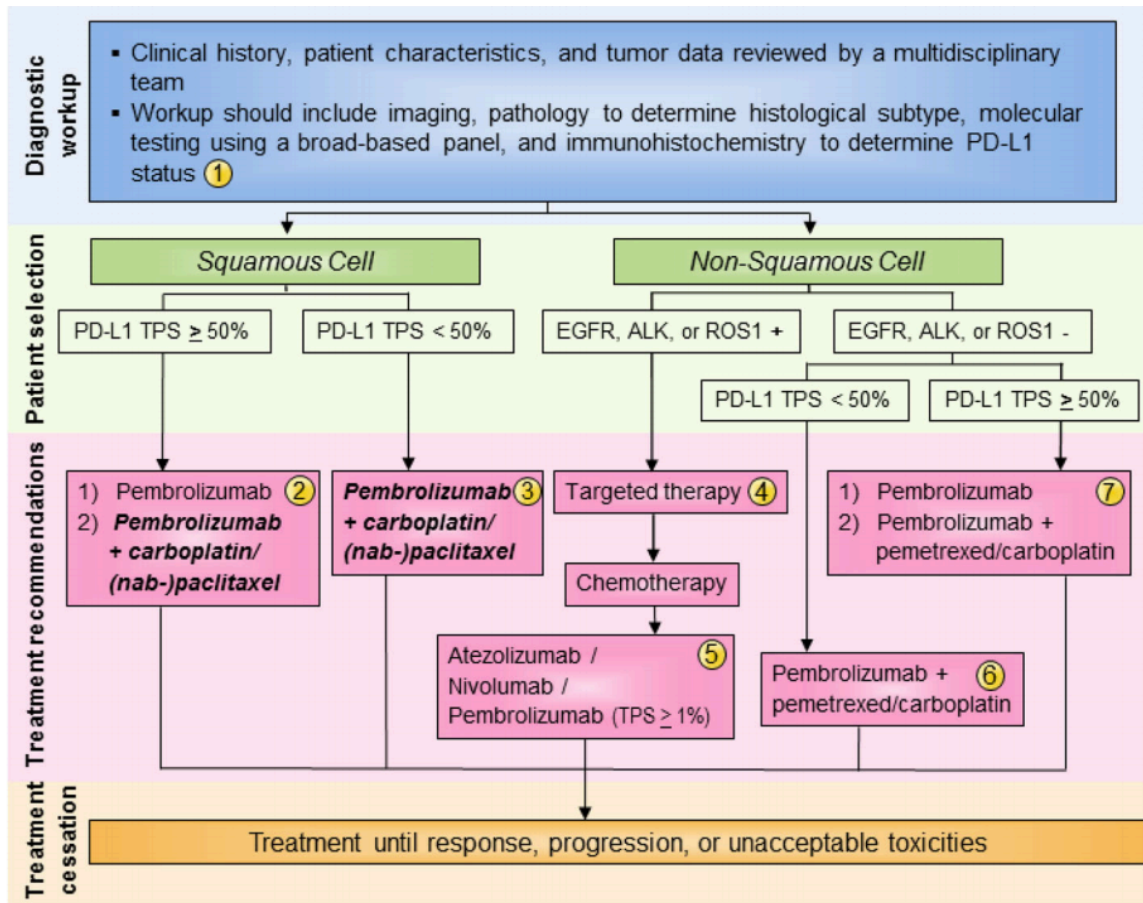 Diagnostic
workup
▪ Clinical history, patient characteristics, and tumor data reviewed by a multidisciplinary
team
▪ Workup should include imaging, pathology to determine histological subtype, molecular
testing using a broad-based panel, and immunohistochemistry to determine PD-L1
status 1
Patient selection
Squamous Cell
Non-Squamous Cell
PD-L1 TPS ≥ 50%
PD-L1 TPS < 50%
EGFR, ALK, or ROS1 +
EGFR, ALK, or ROS1 -
PD-L1 TPS < 50%
PD-L1 TPS ≥ 50%
Treatment recommendations
1) Pembrolizumab 2
2) Pembrolizumab
+ carboplatin/
(nab-)paclitaxel
Pembrolizumab 3
+ carboplatin/
(nab-)paclitaxel
Targeted therapy 4
Chemotherapy
Atezolizumab / 5
Nivolumab /
Pembrolizumab (TPS ≥ 1%)
Pembrolizumab + 6
pemetrexed/carboplatin
1) Pembrolizumab 7
2) Pembrolizumab +
pemetrexed/carboplatin
Treatment
cessation
Treatment until response, progression, or unacceptable toxicities